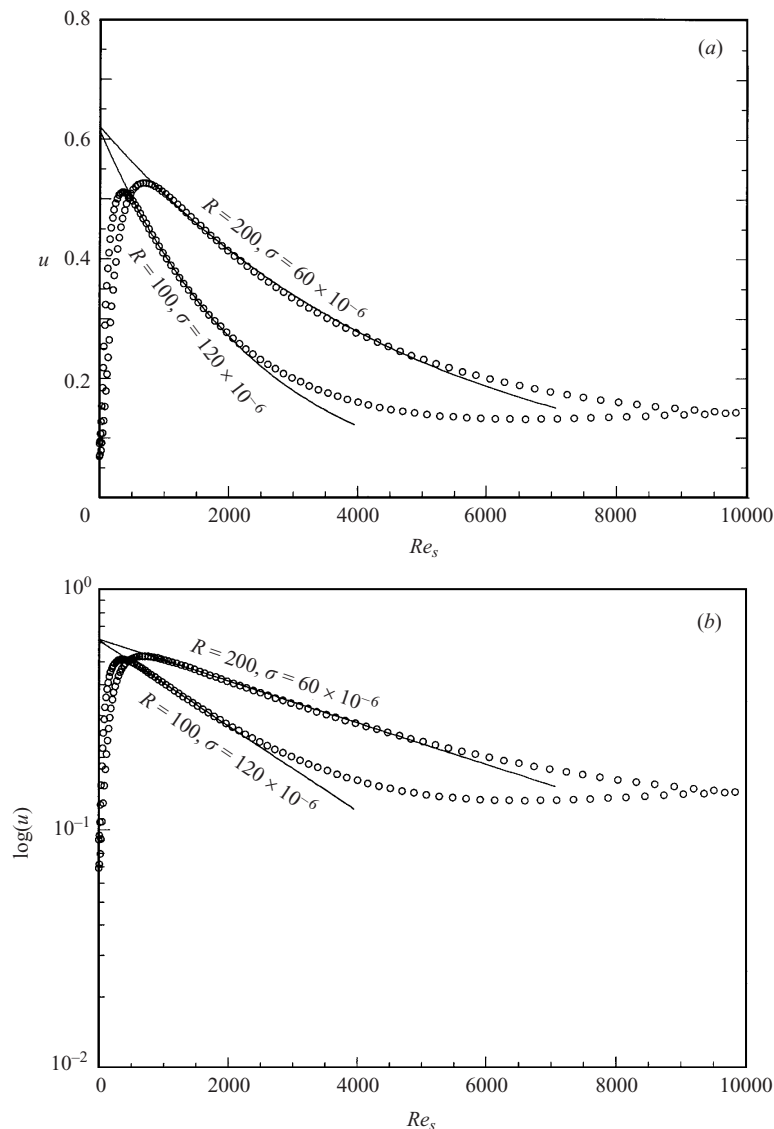 0.8
(a)
0.6
R = 200, σ = 60 × 10⁻⁶
u
0.4
R = 100, σ = 120 × 10⁻⁶
0.2
0 2000 4000 6000 8000 10000
Reₛ
10⁰
(b)
R = 200, σ = 60 × 10⁻⁶
R = 100, σ = 120 × 10⁻⁶
10⁻¹
log(u)
10⁻²
0 2000 4000 6000 8000 10000
Reₛ